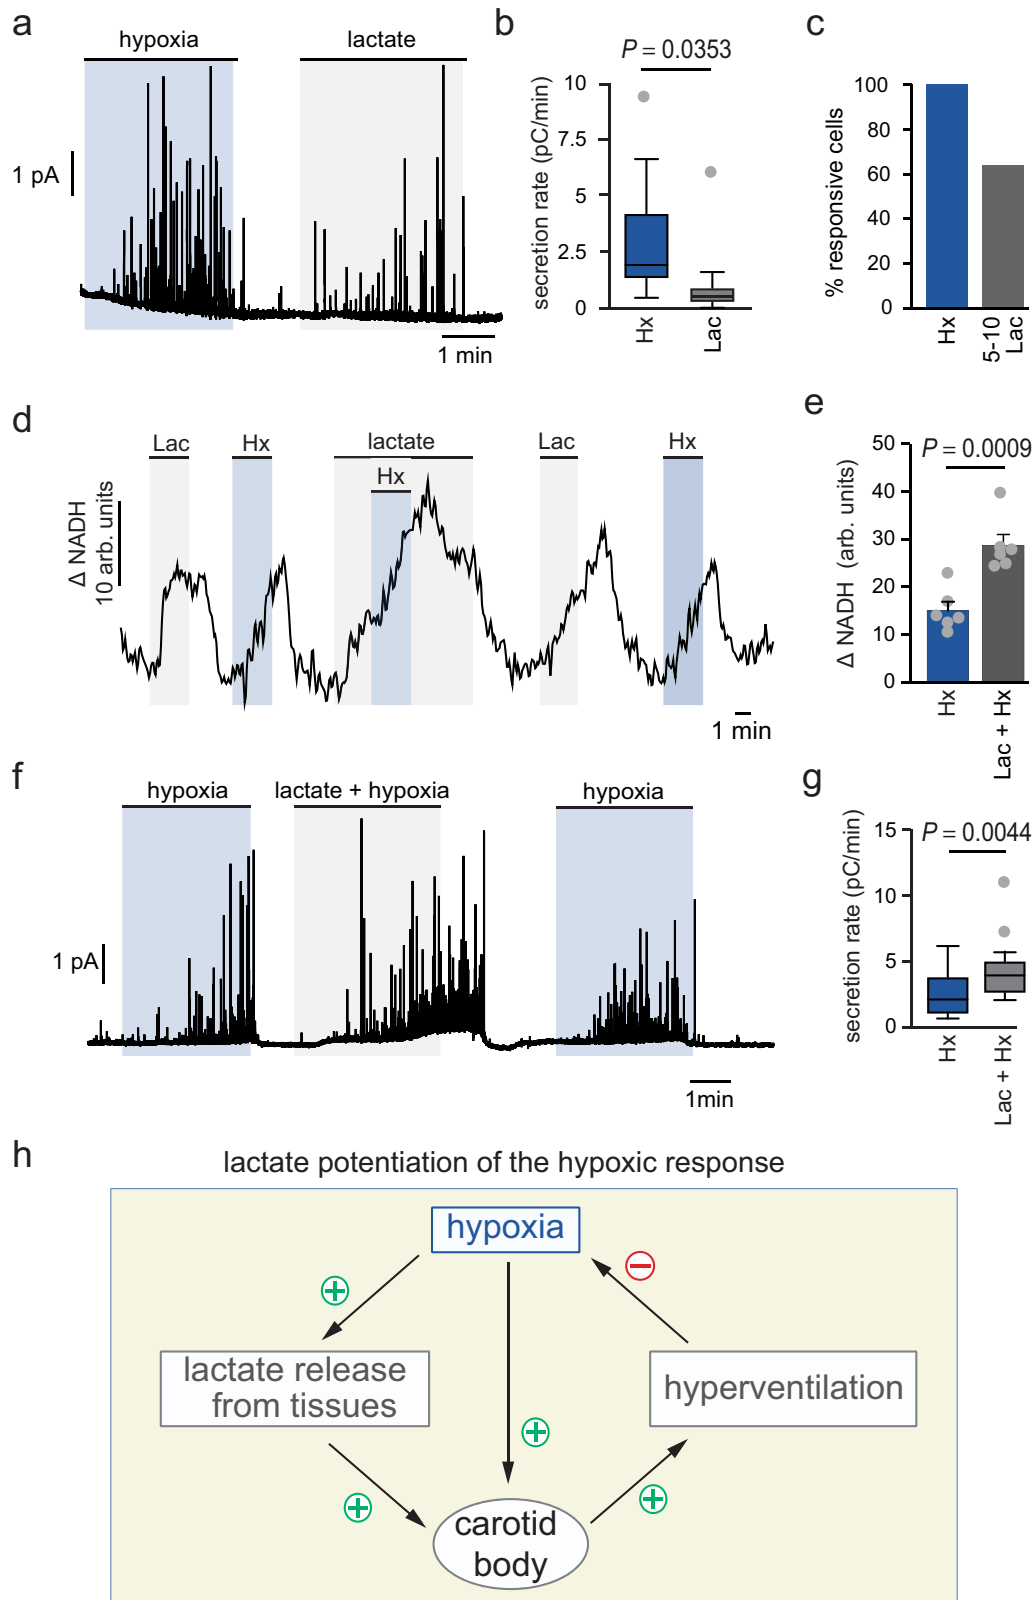 a
hypoxia
lactate
1 pA
1 min
b
P = 0.0353
secretion rate (pC/min)
10
7.5
5
2.5
0
Hx
Lac
c
% responsive cells
100
80
60
40
20
0
Hx
5-10
Lac
d
Lac
Hx
lactate
Hx
Lac
Hx
Δ NADH
10 arb. units
1 min
e
P = 0.0009
Δ NADH (arb. units)
50
40
30
20
10
0
Hx
Lac + Hx
f
hypoxia
lactate + hypoxia
hypoxia
1 pA
1min
g
P = 0.0044
secretion rate (pC/min)
15
10
5
0
Hx
Lac + Hx
h
lactate potentiation of the hypoxic response
hypoxia
+
−
lactate release
from tissues
hyperventilation
+
+
+
carotid
body